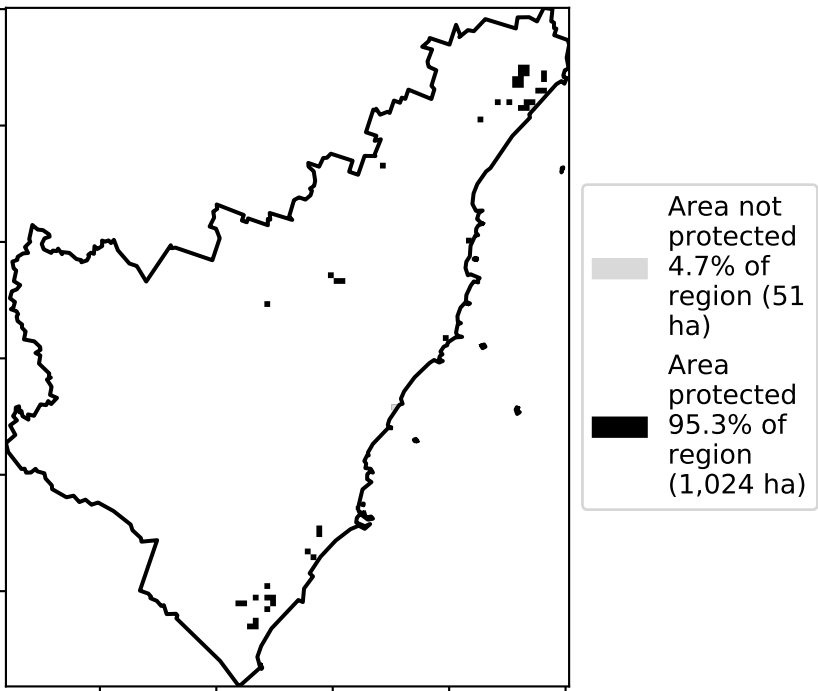 Area not
protected
4.7% of
region (51
ha)
Area
protected
95.3% of
region
(1,024 ha)